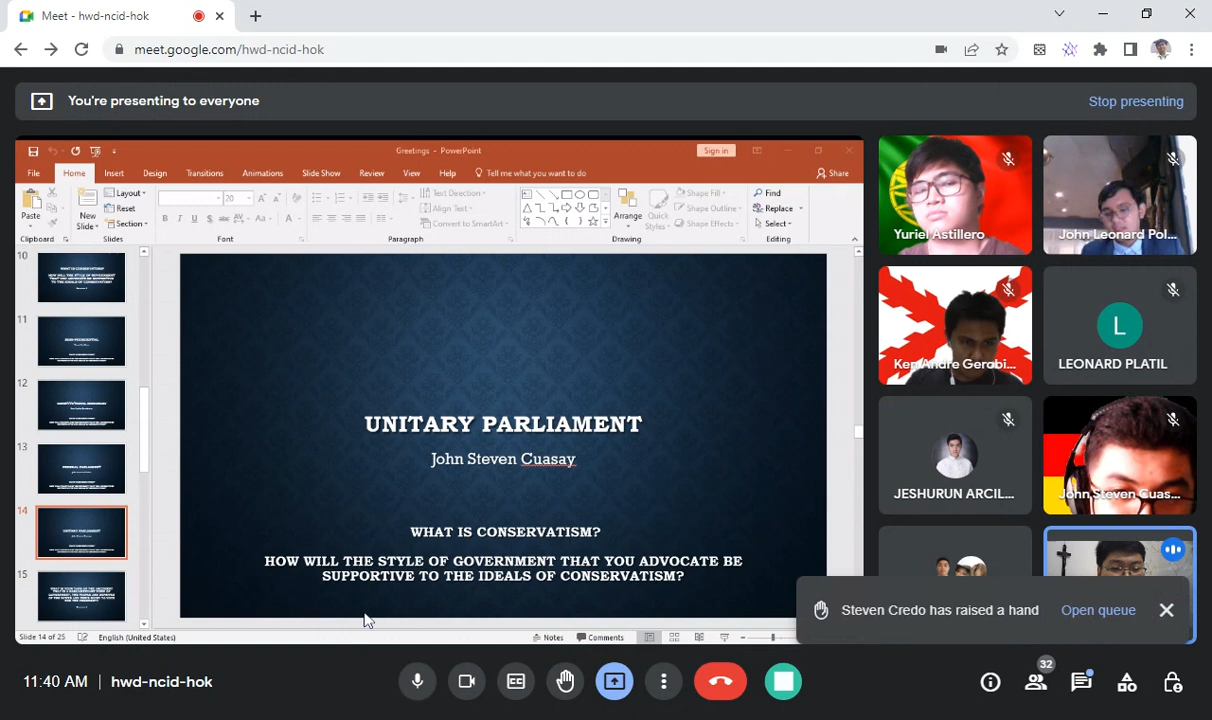 Meet - hwd-ncid-hok
meet.google.com/hwd-ncid-hok
You're presenting to everyone
Stop presenting
Greetings - PowerPoint
Sign in
File Home Insert Design Transitions Animations Slide Show Review View Help Tell me what you want to do
Share
Paste
New
Slide
Layout
Reset
Section
20
Text Direction
Align Text
Convert to SmartArt
Arrange
Quick
Styles
Shape Fill
Shape Outline
Shape Effects
Find
Replace
Select
Clipboard Slides Font Paragraph Drawing Editing
10
11
12
13
14
15
UNITARY PARLIAMENT
John Steven Cuasay
WHAT IS CONSERVATISM?
HOW WILL THE STYLE OF GOVERNMENT THAT YOU ADVOCATE BE
SUPPORTIVE TO THE IDEALS OF CONSERVATISM?
Slide 14 of 25 English (United States)
Notes Comments
Yuriel Astillero
John Leonard Pol...
Ken Andre Gerobi...
L
LEONARD PLATIL
JESHURUN ARCIL...
John Steven Cuas...
Steven Credo has raised a hand
Open queue
11:40 AM | hwd-ncid-hok
32